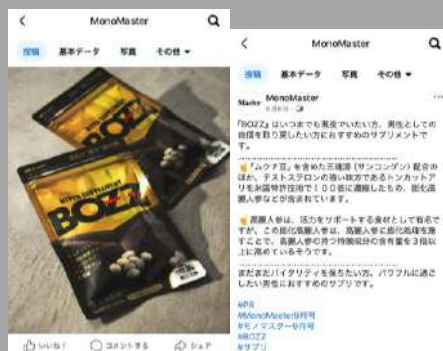 MonoMaster
投稿
基本データ
写真
その他
HYPER SUPPLEMENT
BOZZ
BOZZ
いいね！
コメントする
シェア
MonoMaster
投稿
基本データ
写真
その他
MonoMaster
『BOZZ』はいつまでも現役でいたい方、男性としての
自信を取り戻したい方におすすめのサプリメントで
す。
『ムクナ豆』を含めた三魂源（サンコンゲン）配合の
ほか、テストステロンの強い味方であるトンカットア
リを米国特許技術で１００倍に濃縮したもの、膨化高
麗人参などが含まれています。
高麗人参は、活力をサポートする食材として有名で
すが、この膨化高麗人参は、高麗人参に膨化処理を施
すことで、高麗人参の持つ特徴成分の含有量を３倍以
上に高めているそうです。
まだまだバイタリティを保ちたい方、パワフルに過ご
したい男性におすすめのサプリです。
#PR
#MonoMaster9月号
#モノマスター9月号
#BOZZ
#サプリ